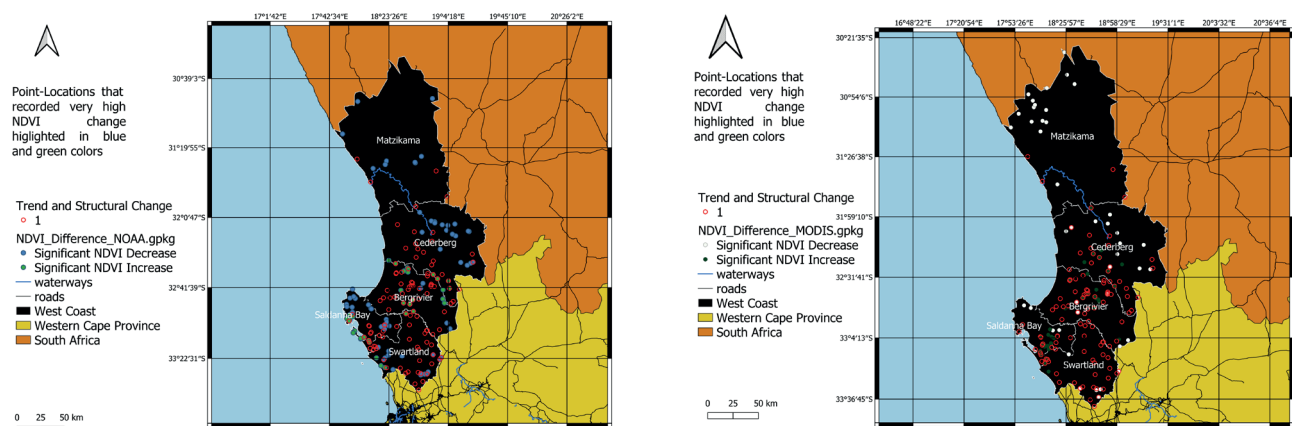 17°1'42"E 17°42'34"E 18°23'26"E 19°4'18"E 19°45'10"E 20°26'2"E
Point-Locations that
recorded very high
NDVI change
higlighted in blue
and green colors
30°39'3"S
31°19'55"S
32°0'47"S
32°41'39"S
33°22'31"S
Matzikama
Cederberg
Bergrivier
Saldanha Bay
Swartland
Trend and Structural Change
1
NDVI_Difference_NOAA.gpkg
Significant NDVI Decrease
Significant NDVI Increase
waterways
roads
West Coast
Western Cape Province
South Africa
0 25 50 km
16°48'22"E 17°20'54"E 17°53'26"E 18°25'57"E 18°58'29"E 19°31'1"E 20°3'32"E 20°36'4"E
Point-Locations that
recorded very high
NDVI change
highlighted in blue
and green colors
30°21'35"S
30°54'6"S
31°26'38"S
31°59'10"S
32°31'41"S
33°4'13"S
33°36'45"S
Matzikama
Cederberg
Bergrivier
Saldanha Bay
Swartland
Trend and Structural Change
1
NDVI_Difference_MODIS.gpkg
Significant NDVI Decrease
Significant NDVI Increase
waterways
roads
West Coast
Western Cape Province
South Africa
0 25 50 km